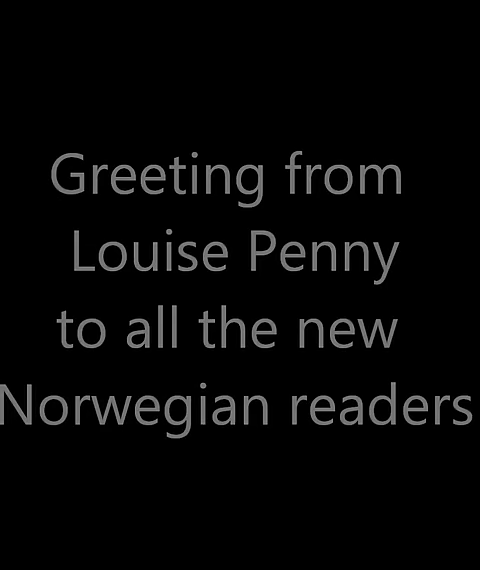 Greeting from
Louise Penny
to all the new
Norwegian readers